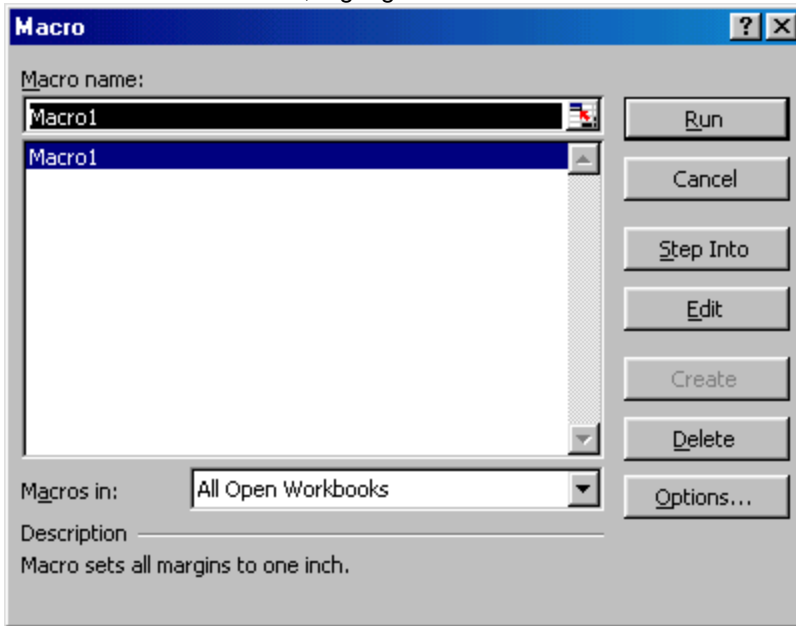 Macro
Macro name:
Macro1
Macro1
Run
Cancel
Step Into
Edit
Create
Delete
Options...
Macros in: All Open Workbooks
Description
Macro sets all margins to one inch.